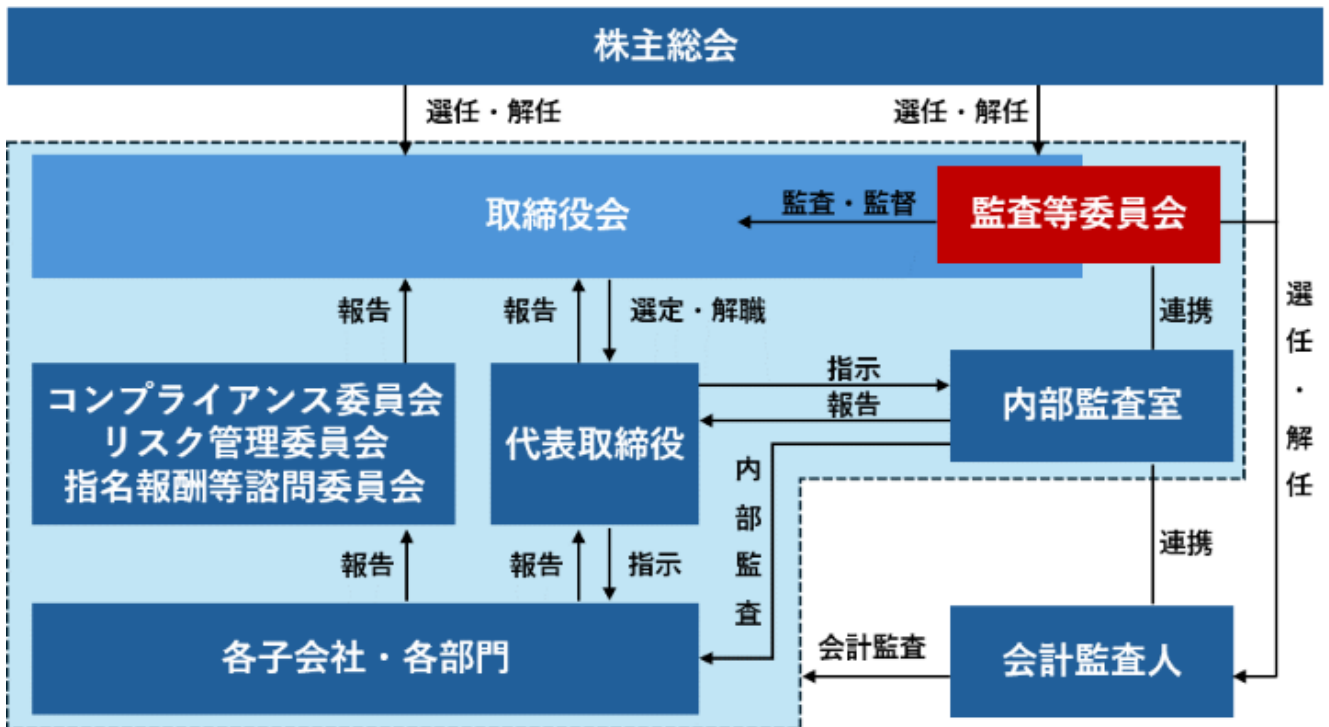 株主総会
選任・解任
選任・解任
取締役会
監査・監督
監査等委員会
報告
報告
選定・解職
連携
選任・解任
コンプライアンス委員会
リスク管理委員会
指名報酬等諮問委員会
代表取締役
指示
報告
内部監査室
内部監査
報告
報告
指示
連携
各子会社・各部門
会計監査
会計監査人